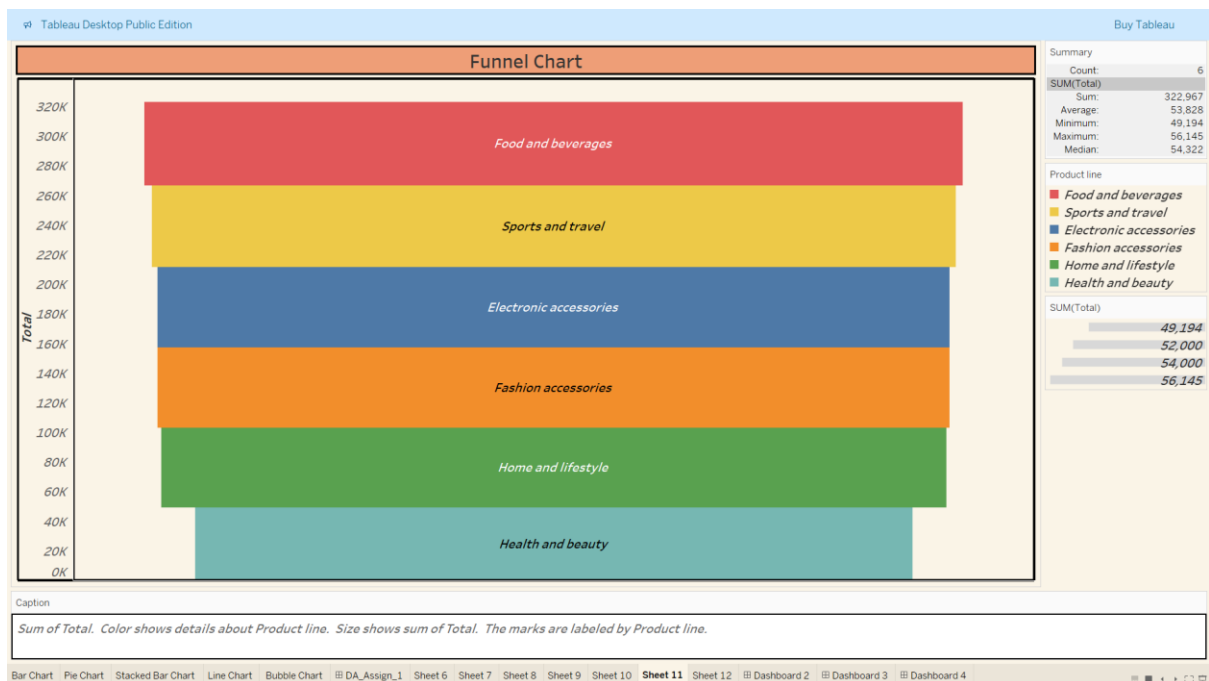 Tableau Desktop Public Edition
Buy Tableau
Funnel Chart
320K
300K
280K
260K
240K
220K
200K
180K
160K
140K
120K
100K
80K
60K
40K
20K
0K
Total
Food and beverages
Sports and travel
Electronic accessories
Fashion accessories
Home and lifestyle
Health and beauty
Summary
Count: 6
SUM(Total)
Sum: 322,967
Average: 53,828
Minimum: 49,194
Maximum: 56,145
Median: 54,322
Product line
Food and beverages
Sports and travel
Electronic accessories
Fashion accessories
Home and lifestyle
Health and beauty
SUM(Total)
49,194
52,000
54,000
56,145
Caption
Sum of Total. Color shows details about Product line. Size shows sum of Total. The marks are labeled by Product line.
Bar Chart Pie Chart Stacked Bar Chart Line Chart Bubble Chart DA_Assign_1 Sheet 6 Sheet 7 Sheet 8 Sheet 9 Sheet 10 Sheet 11 Sheet 12 Dashboard 2 Dashboard 3 Dashboard 4